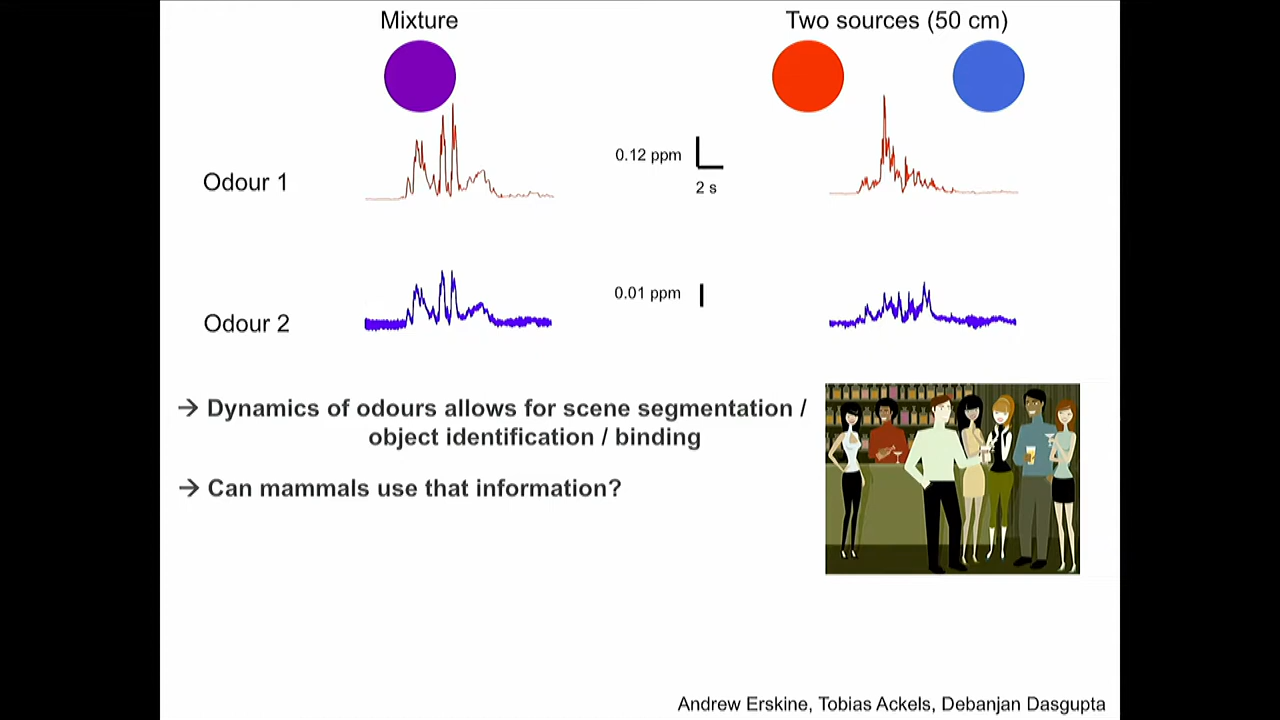 Mixture
Two sources (50 cm)
0.12 ppm
Odour 1
2 s
0.01 ppm
Odour 2
→ Dynamics of odours allows for scene segmentation /
object identification / binding
→ Can mammals use that information?
Andrew Erskine, Tobias Ackels, Debanjan Dasgupta